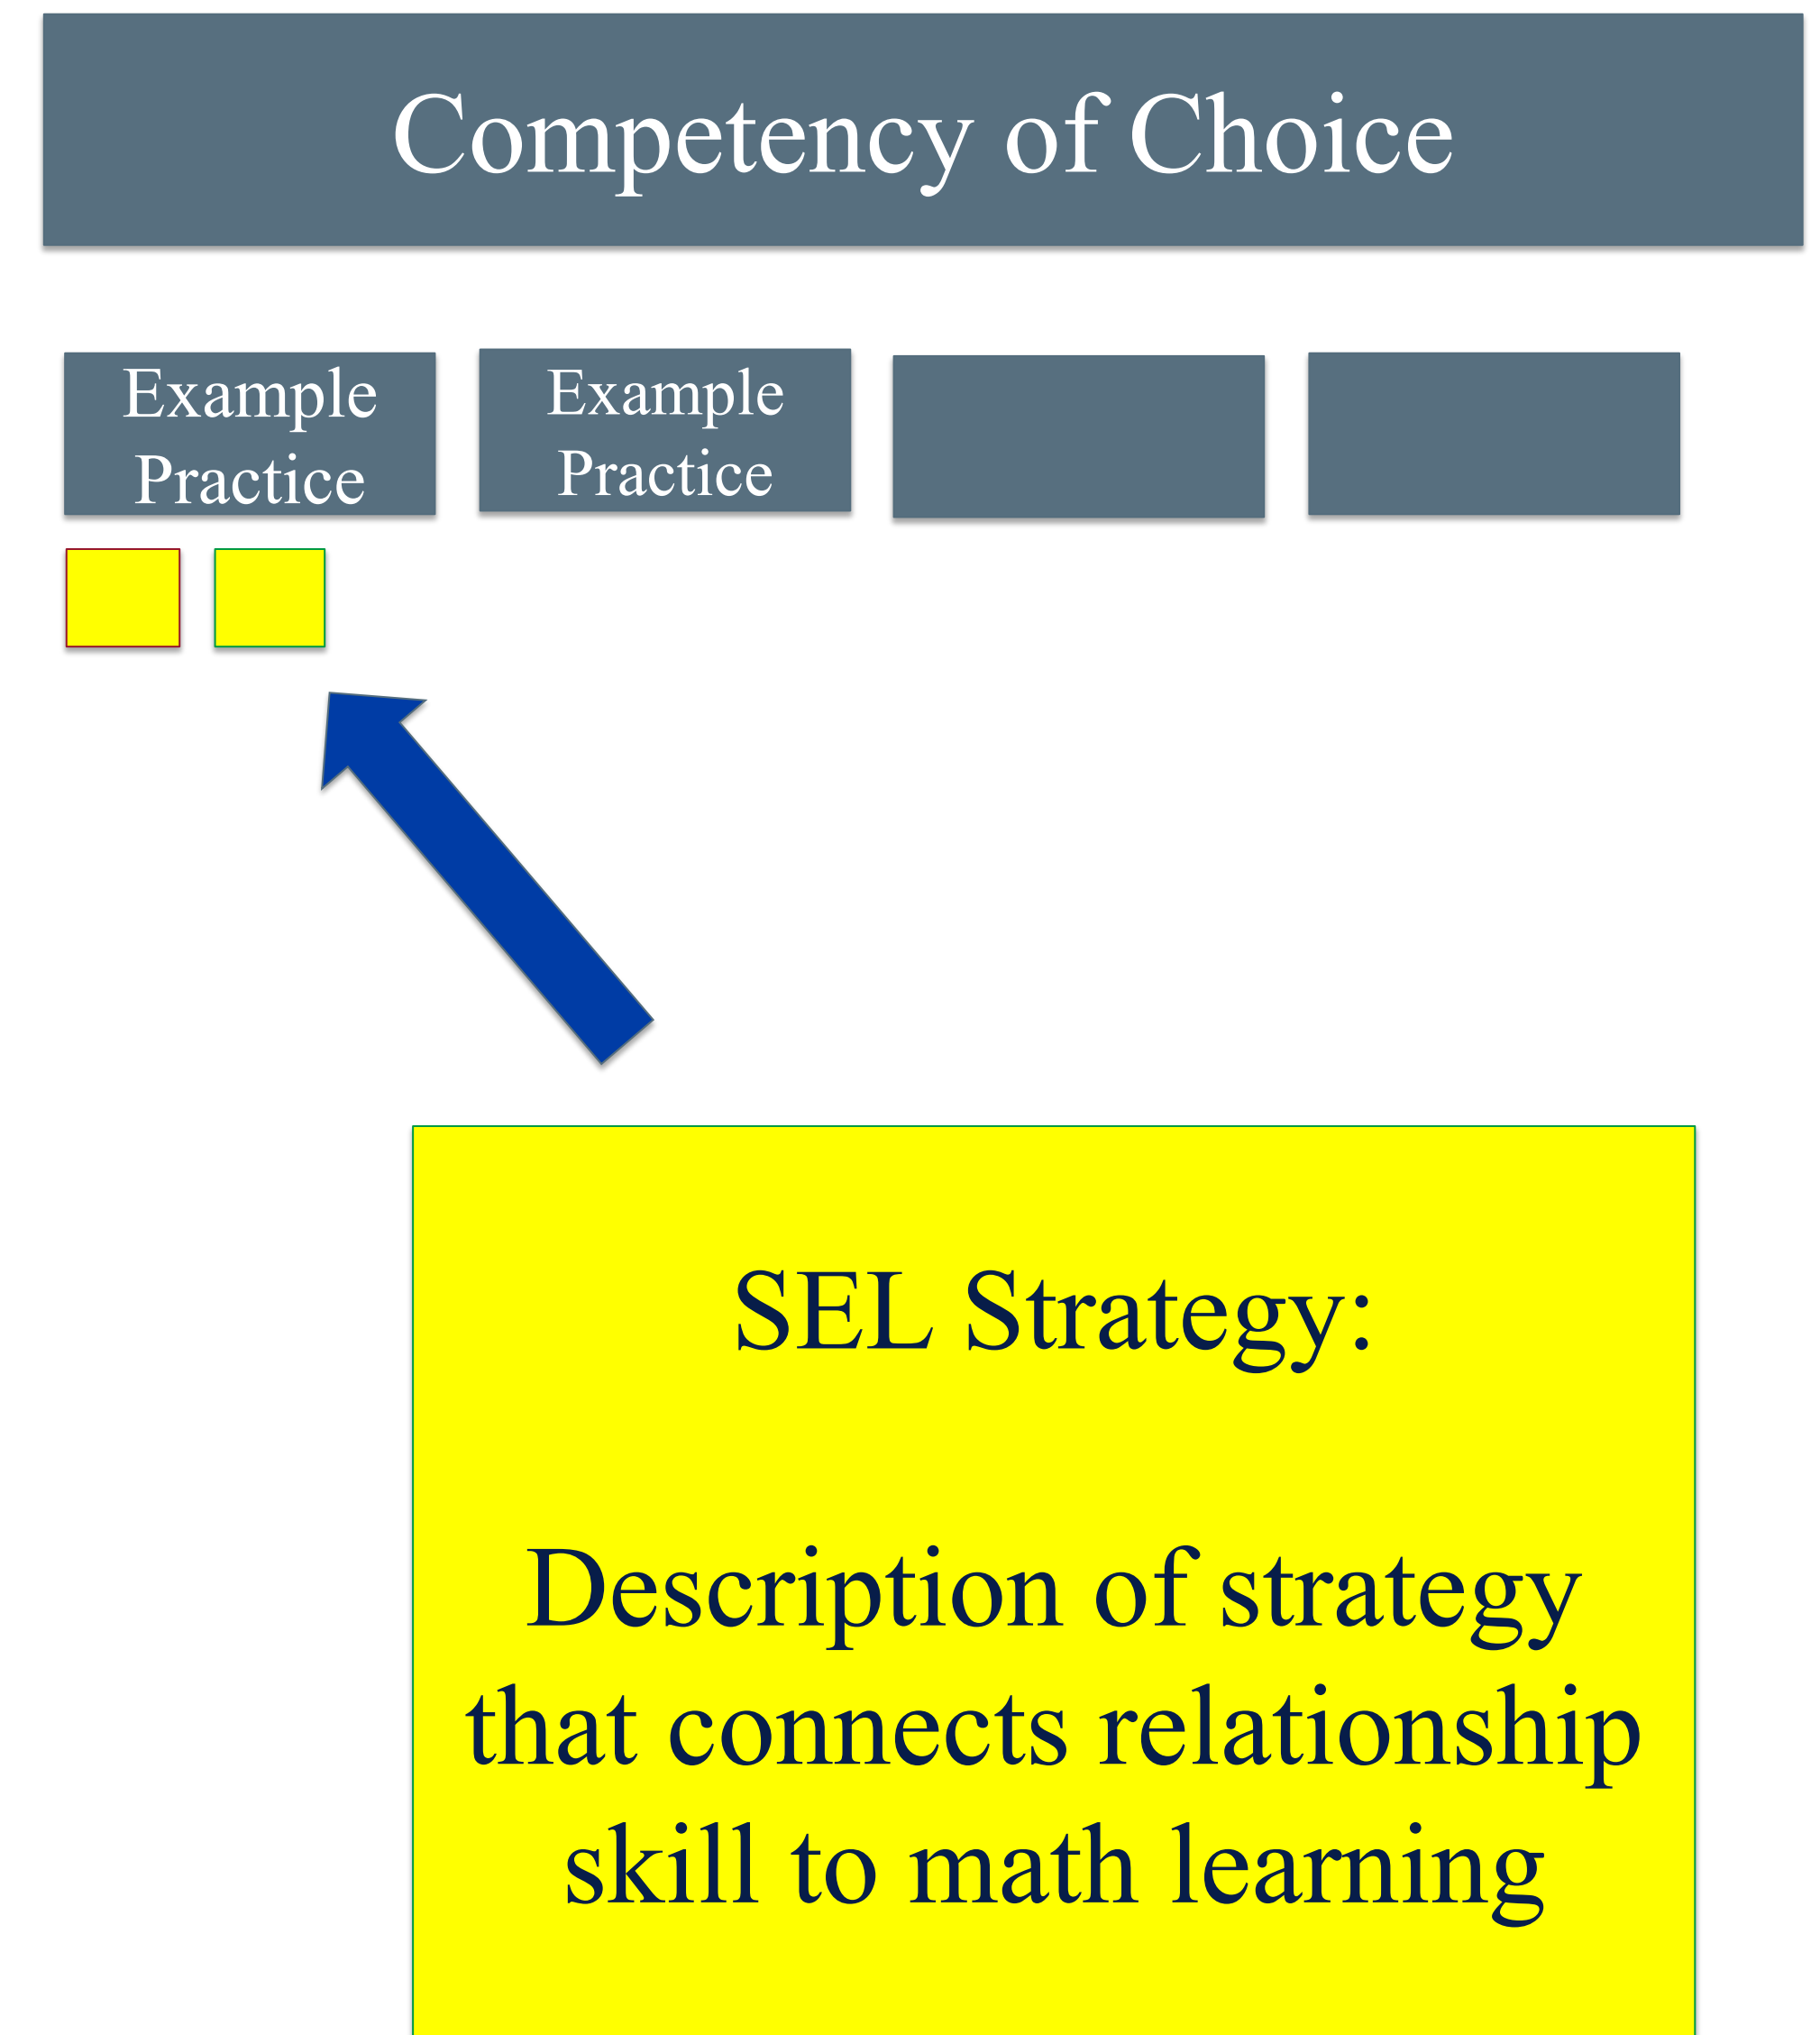 Competency of Choice
Example
Practice
Example
Practice
SEL Strategy:
Description of strategy
that connects relationship
skill to math learning